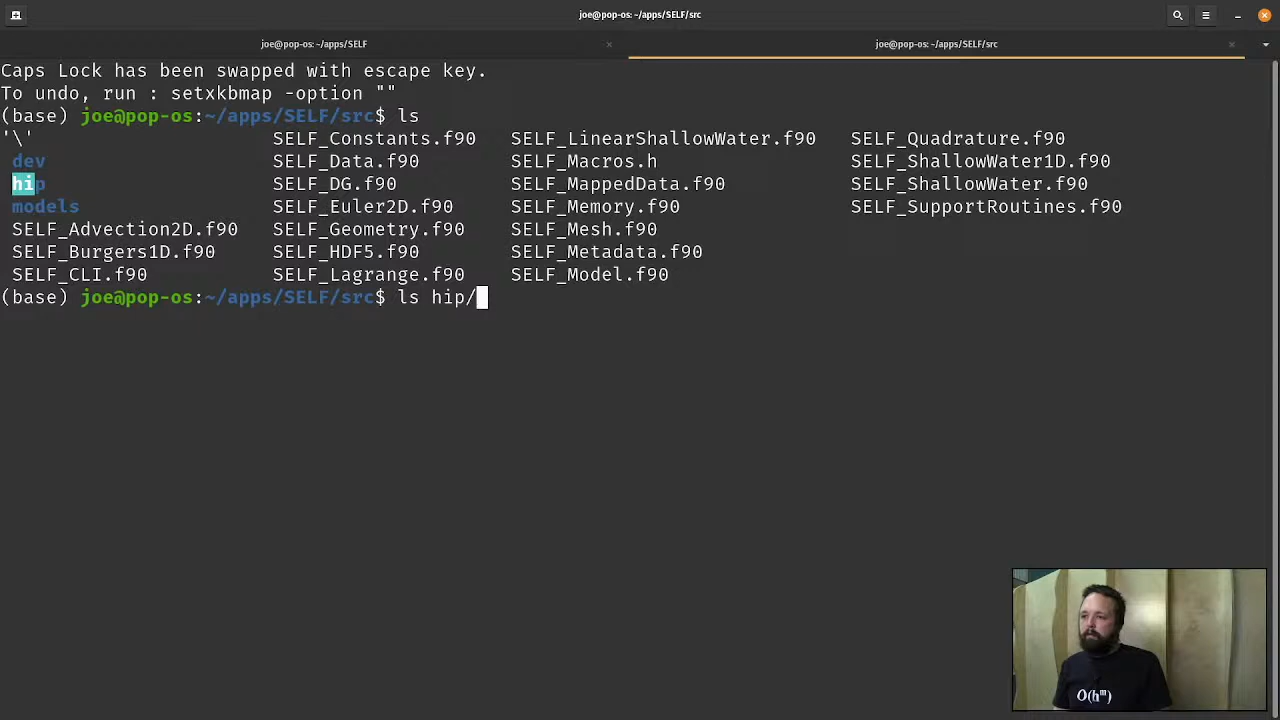 joe@pop-os: ~/apps/SELF/src
joe@pop-os: ~/apps/SELF × joe@pop-os: ~/apps/SELF/src ×
Caps Lock has been swapped with escape key.
To undo, run : setxkbmap -option ""
(base) joe@pop-os:~/apps/SELF/src$ ls
'\' SELF_Constants.f90 SELF_LinearShallowWater.f90 SELF_Quadrature.f90
dev SELF_Data.f90 SELF_Macros.h SELF_ShallowWater1D.f90
hip SELF_DG.f90 SELF_MappedData.f90 SELF_ShallowWater.f90
models SELF_Euler2D.f90 SELF_Memory.f90 SELF_SupportRoutines.f90
SELF_Advection2D.f90 SELF_Geometry.f90 SELF_Mesh.f90
SELF_Burgers1D.f90 SELF_HDF5.f90 SELF_Metadata.f90
SELF_CLI.f90 SELF_Lagrange.f90 SELF_Model.f90
(base) joe@pop-os:~/apps/SELF/src$ ls hip/
O(hᵐ)